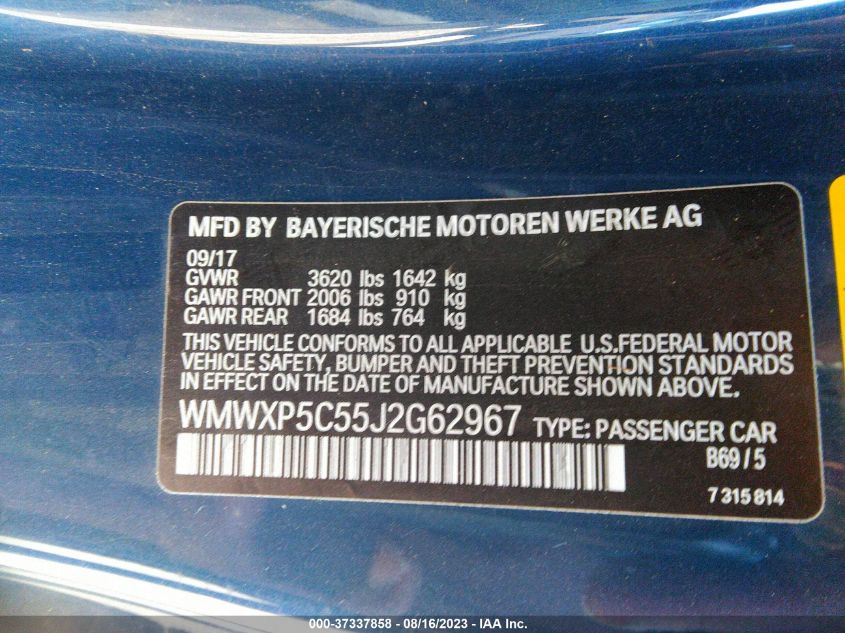 MFD BY BAYERISCHE MOTOREN WERKE AG
09/17
GVWR 3620 lbs 1642 kg
GAWR FRONT 2006 lbs 910 kg
GAWR REAR 1684 lbs 764 kg
THIS VEHICLE CONFORMS TO ALL APPLICABLE U.S.FEDERAL MOTOR
VEHICLE SAFETY, BUMPER AND THEFT PREVENTION STANDARDS
IN EFFECT ON THE DATE OF MANUFACTURE SHOWN ABOVE.
WMWXP5C55J2G62967 TYPE: PASSENGER CAR
B69/5
7 315 814
000-37337858 - 08/16/2023 - IAA Inc.